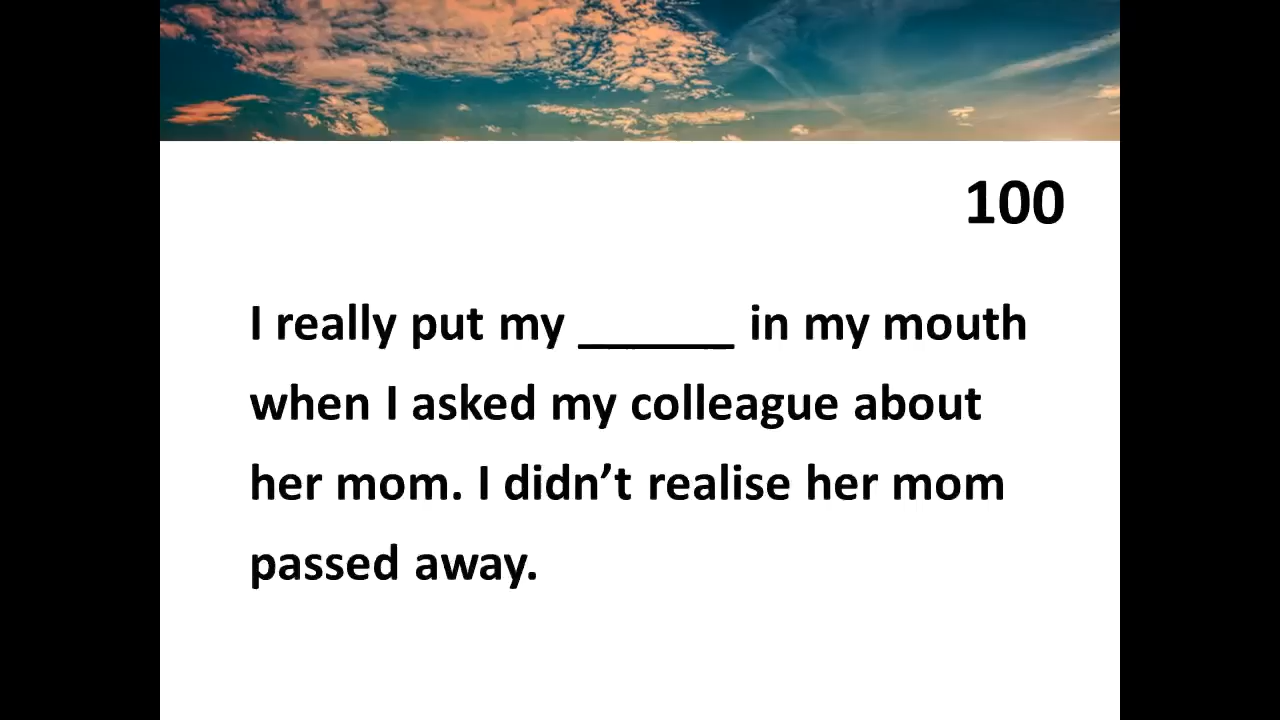 100
I really put my ______ in my mouth
when I asked my colleague about
her mom. I didn’t realise her mom
passed away.